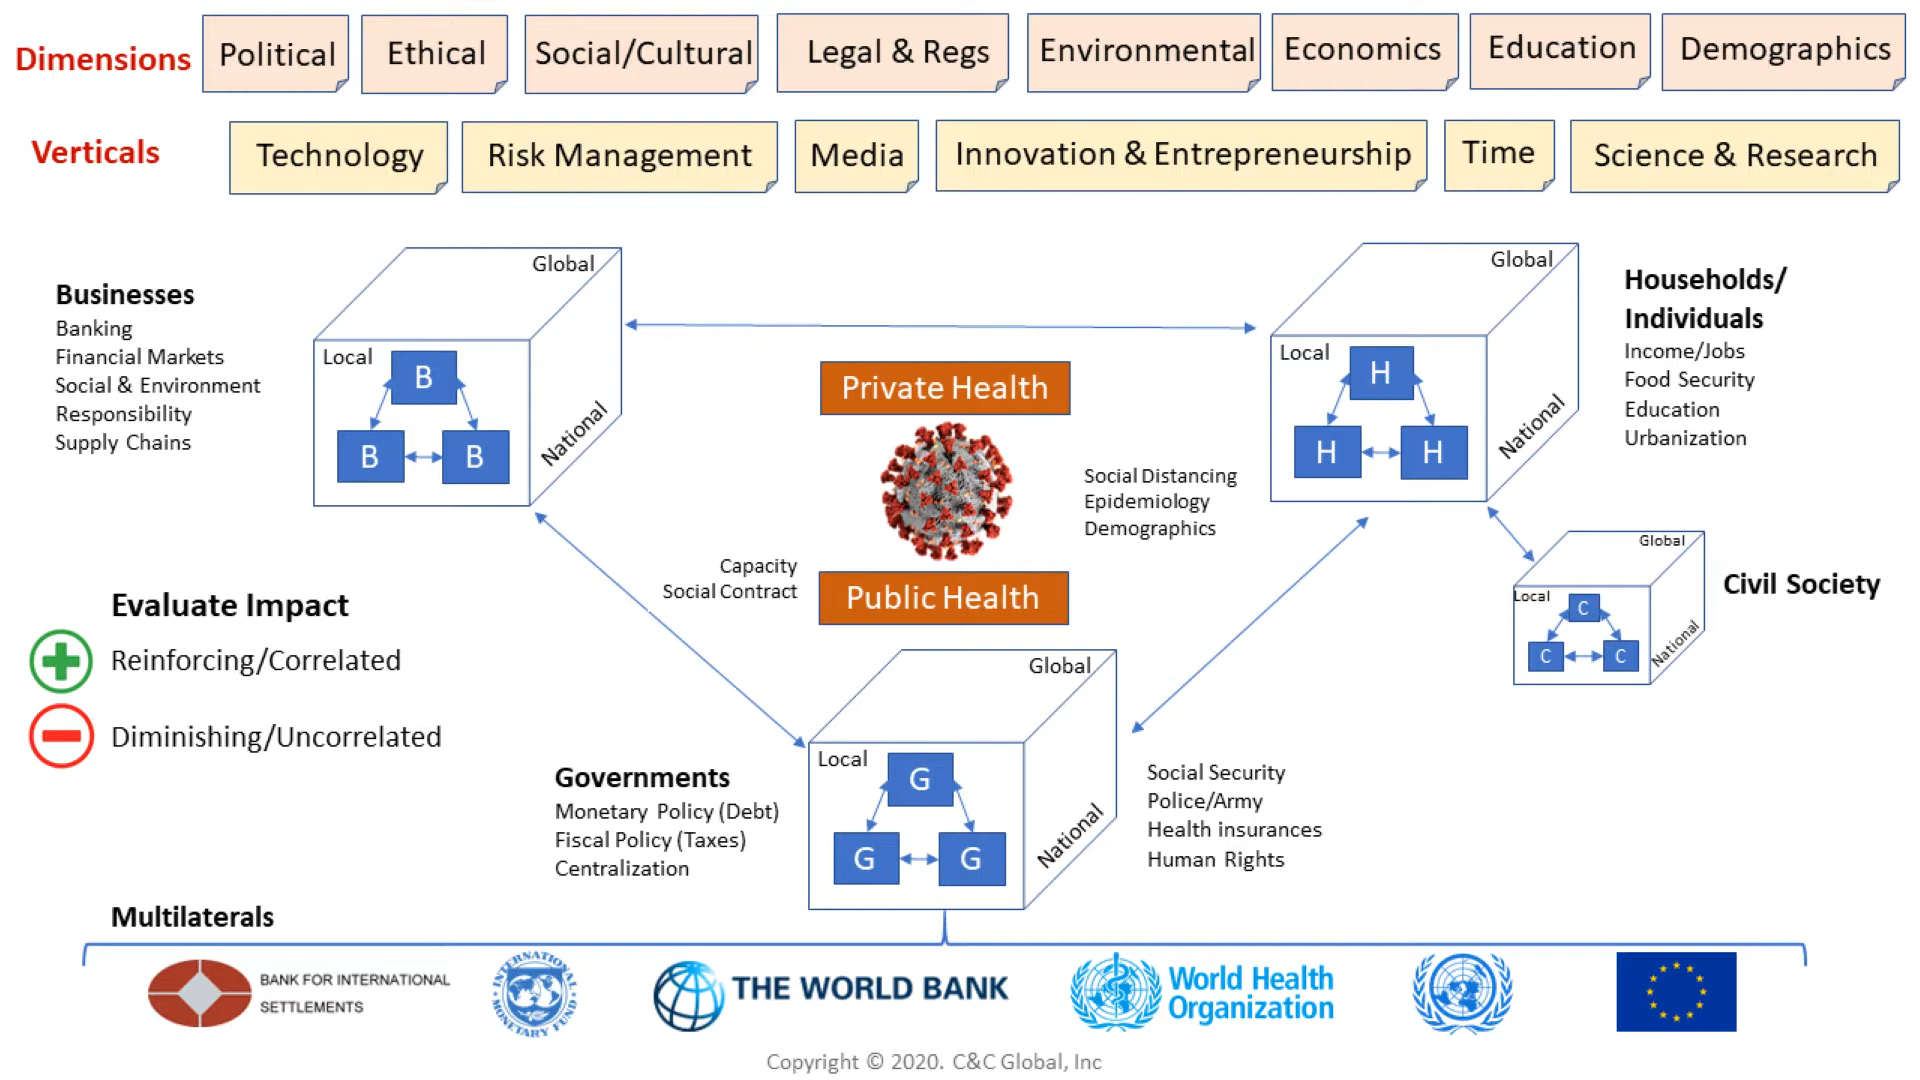 Dimensions
Political
Ethical
Social/Cultural
Legal & Regs
Environmental
Economics
Education
Demographics
Verticals
Technology
Risk Management
Media
Innovation & Entrepreneurship
Time
Science & Research
Businesses
Banking
Financial Markets
Social & Environment
Responsibility
Supply Chains
Global
Local
National
B
B
B
Private Health
Public Health
Social Distancing
Epidemiology
Demographics
Capacity
Social Contract
Global
Local
National
H
H
H
Households/
Individuals
Income/Jobs
Food Security
Education
Urbanization
Global
Local
National
C
C
C
Civil Society
Evaluate Impact
Reinforcing/Correlated
Diminishing/Uncorrelated
Governments
Monetary Policy (Debt)
Fiscal Policy (Taxes)
Centralization
Global
Local
National
G
G
G
Social Security
Police/Army
Health insurances
Human Rights
Multilaterals
BANK FOR INTERNATIONAL
SETTLEMENTS
INTERNATIONAL
MONETARY FUND
THE WORLD BANK
World Health
Organization
Copyright © 2020. C&C Global, Inc